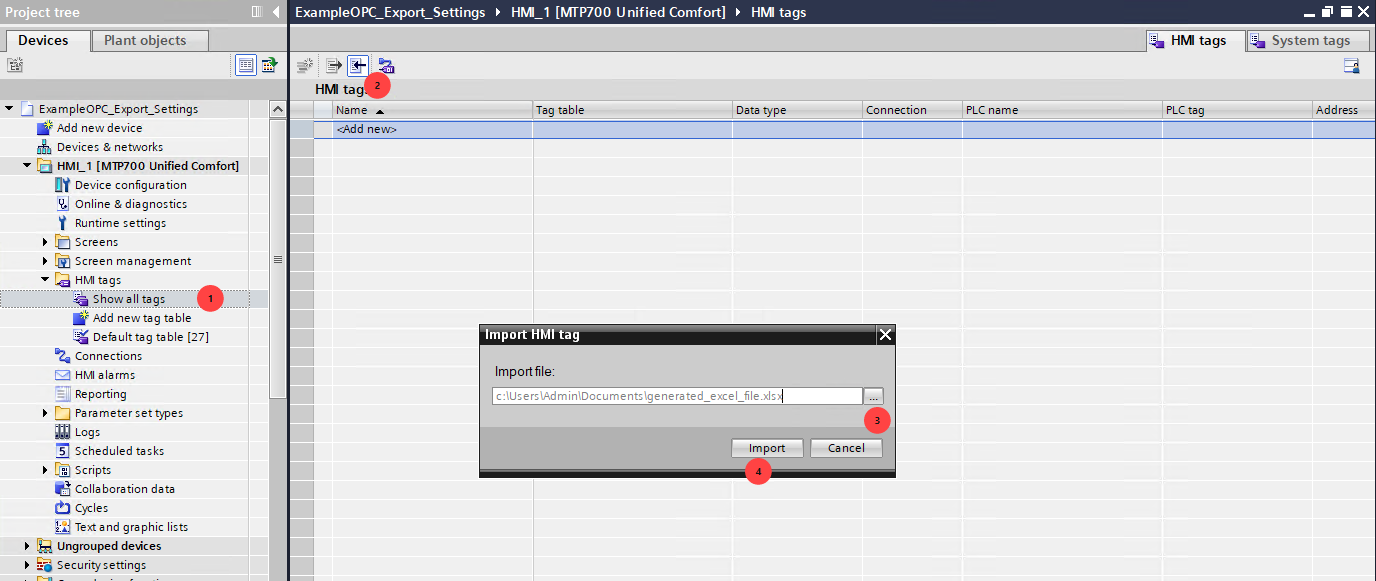 Project tree
ExampleOPC_Export_Settings HMI_1 [MTP700 Unified Comfort] HMI tags
Devices Plant objects
HMI tags System tags
2
HMI tags
Name Tag table Data type Connection PLC name PLC tag Address
<Add new>
ExampleOPC_Export_Settings
Add new device
Devices & networks
HMI_1 [MTP700 Unified Comfort]
Device configuration
Online & diagnostics
Runtime settings
Screens
Screen management
HMI tags
Show all tags 1
Add new tag table
Default tag table [27]
Connections
HMI alarms
Reporting
Parameter set types
Logs
Scheduled tasks
Scripts
Collaboration data
Cycles
Text and graphic lists
Ungrouped devices
Security settings
Import HMI tag
Import file:
c:\Users\Admin\Documents\generated_excel_file.xlsx ...
3
Import Cancel
4